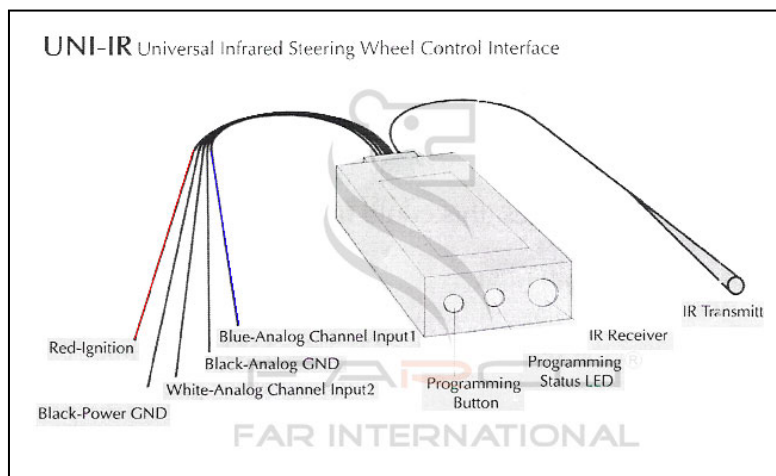 UNI-IR Universal Infrared Steering Wheel Control Interface
IR Transmitt
Blue-Analog Channel Input1
IR Receiver
Red-Ignition
Black-Analog GND
Programming
Status LED
White-Analog Channel Input2
Programming
Button
Black-Power GND
FARCO
®
FAR INTERNATIONAL